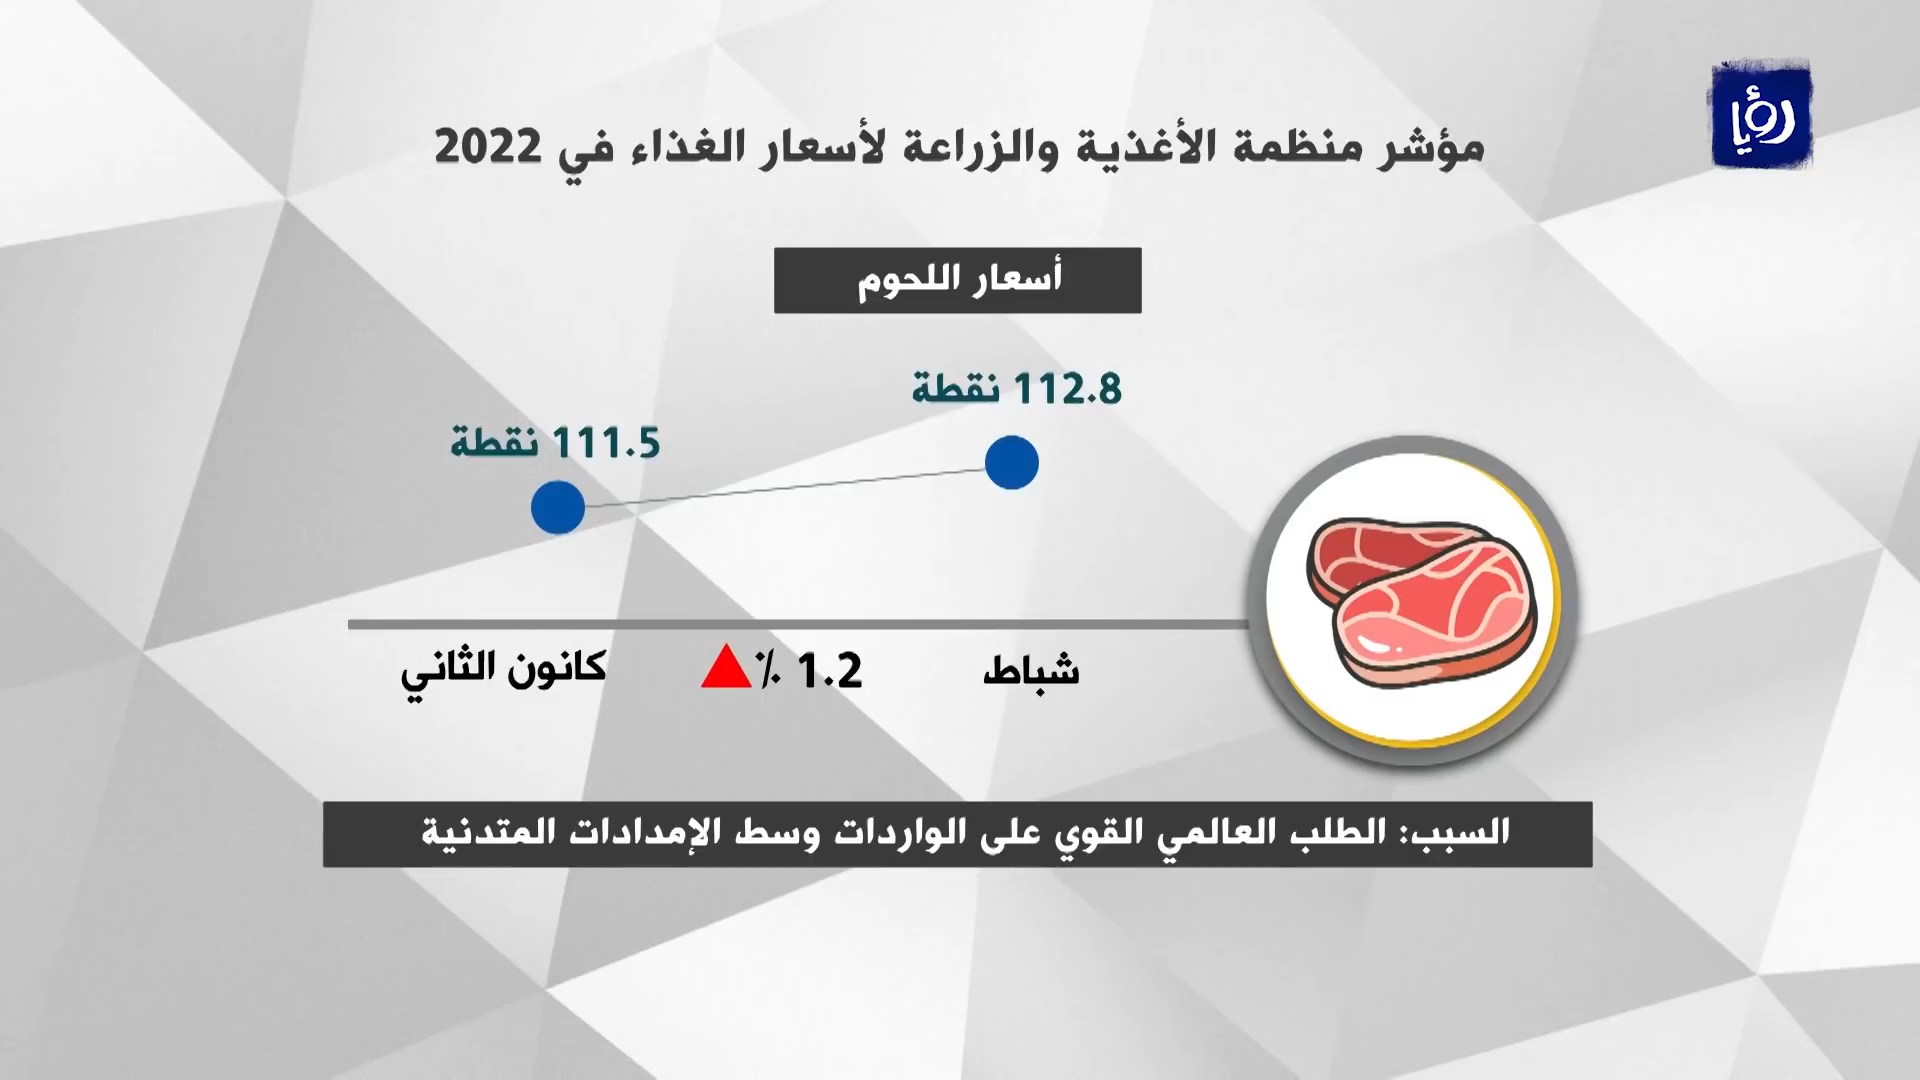 رؤيا
مؤشر منظمة الأغذية والزراعة لأسعار الغذاء في 2022
أسعار اللحوم
112.8 نقطة
111.5 نقطة
شباط
1.2 ٪
كانون الثاني
السبب: الطلب العالمي القوي على الواردات وسط الإمدادات المتدنية